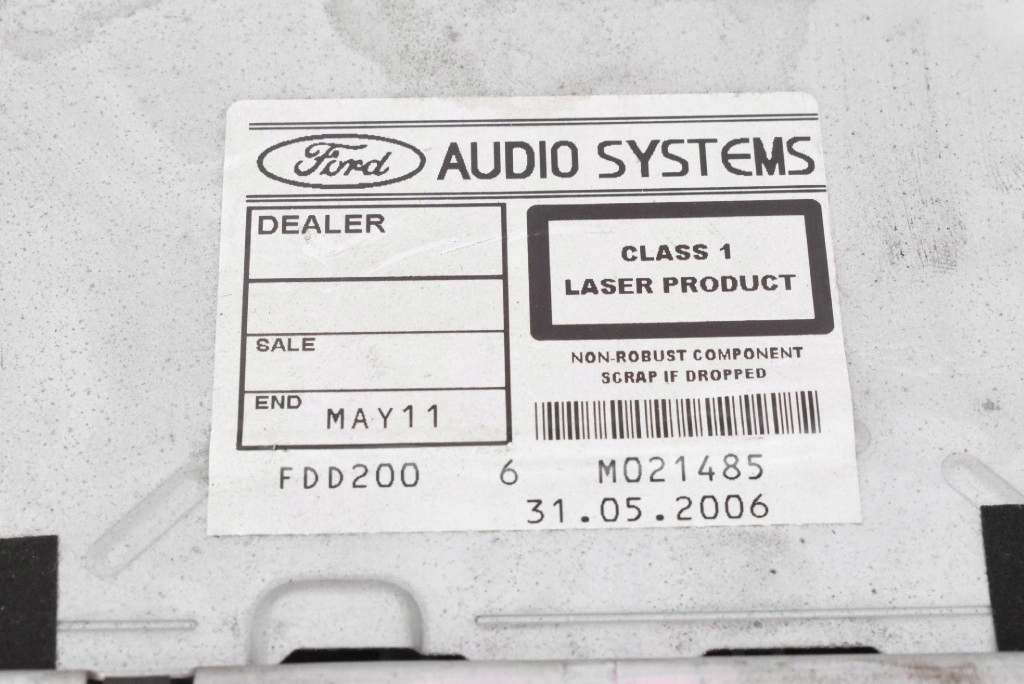 Ford AUDIO SYSTEMS
DEALER
SALE
END MAY11
CLASS 1
LASER PRODUCT
NON-ROBUST COMPONENT
SCRAP IF DROPPED
FDD200 6 M021485
31.05.2006